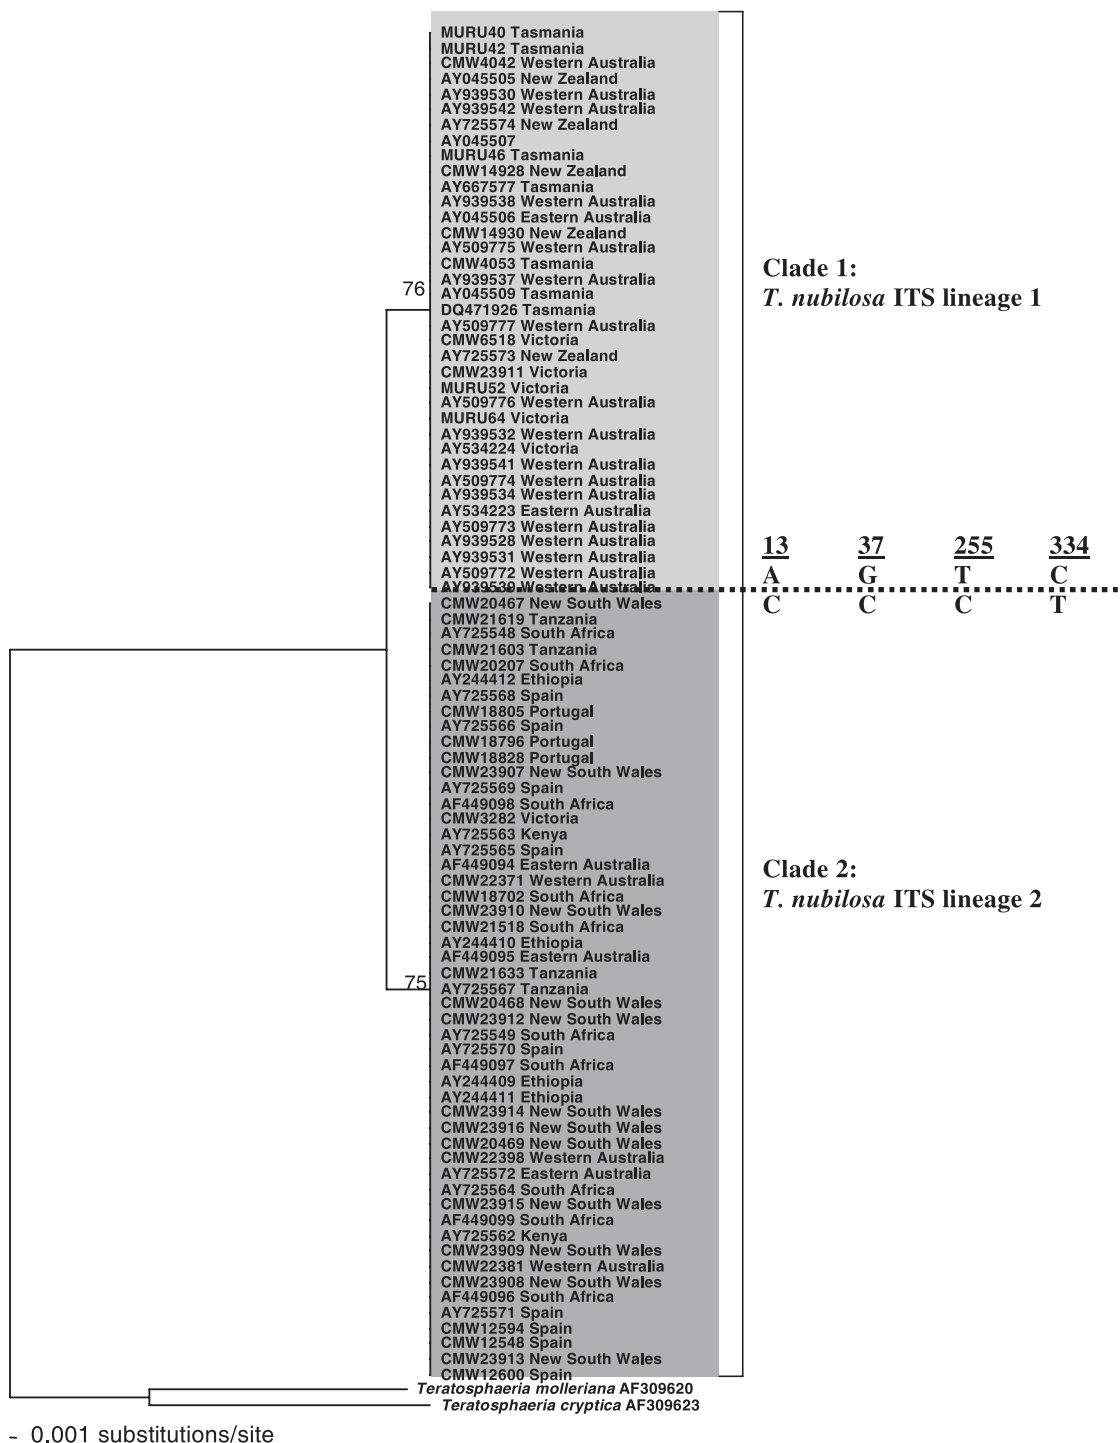 MURU40 Tasmania
MURU42 Tasmania
CMW4042 Western Australia
AY045505 New Zealand
AY939530 Western Australia
AY939542 Western Australia
AY725574 New Zealand
AY045507
MURU46 Tasmania
CMW14928 New Zealand
AY667577 Tasmania
AY939538 Western Australia
AY045506 Eastern Australia
CMW14930 New Zealand
AY509775 Western Australia
CMW4053 Tasmania
AY939537 Western Australia
AY045509 Tasmania
DQ471926 Tasmania
AY509777 Western Australia
CMW6518 Victoria
AY725573 New Zealand
CMW23911 Victoria
MURU52 Victoria
AY509776 Western Australia
MURU64 Victoria
AY939532 Western Australia
AY534224 Victoria
AY939541 Western Australia
AY509774 Western Australia
AY939534 Western Australia
AY534223 Eastern Australia
AY509773 Western Australia
AY939528 Western Australia
AY939531 Western Australia
AY509772 Western Australia
AY939539 Western Australia
76
Clade 1:
T. nubilosa ITS lineage 1
13 37 255 334
A G T C
C C C T
CMW20467 New South Wales
CMW21619 Tanzania
AY725548 South Africa
CMW21603 Tanzania
CMW20207 South Africa
AY244412 Ethiopia
AY725568 Spain
CMW18805 Portugal
AY725566 Spain
CMW18796 Portugal
CMW18828 Portugal
CMW23907 New South Wales
AY725569 Spain
AF449098 South Africa
CMW3282 Victoria
AY725563 Kenya
AY725565 Spain
AF449094 Eastern Australia
CMW22371 Western Australia
CMW18702 South Africa
CMW23910 New South Wales
CMW21518 South Africa
AY244410 Ethiopia
AF449095 Eastern Australia
CMW21633 Tanzania
AY725567 Tanzania
CMW20468 New South Wales
CMW23912 New South Wales
AY725549 South Africa
AY725570 Spain
AF449097 South Africa
AY244409 Ethiopia
AY244411 Ethiopia
CMW23914 New South Wales
CMW23916 New South Wales
CMW20469 New South Wales
CMW22398 Western Australia
AY725572 Eastern Australia
AY725564 South Africa
CMW23915 New South Wales
AF449099 South Africa
AY725562 Kenya
CMW23909 New South Wales
CMW22381 Western Australia
CMW23908 New South Wales
AF449096 South Africa
AY725571 Spain
CMW12594 Spain
CMW12548 Spain
CMW23913 New South Wales
CMW12600 Spain
75
Clade 2:
T. nubilosa ITS lineage 2
Teratosphaeria molleriana AF309620
Teratosphaeria cryptica AF309623
0.001 substitutions/site